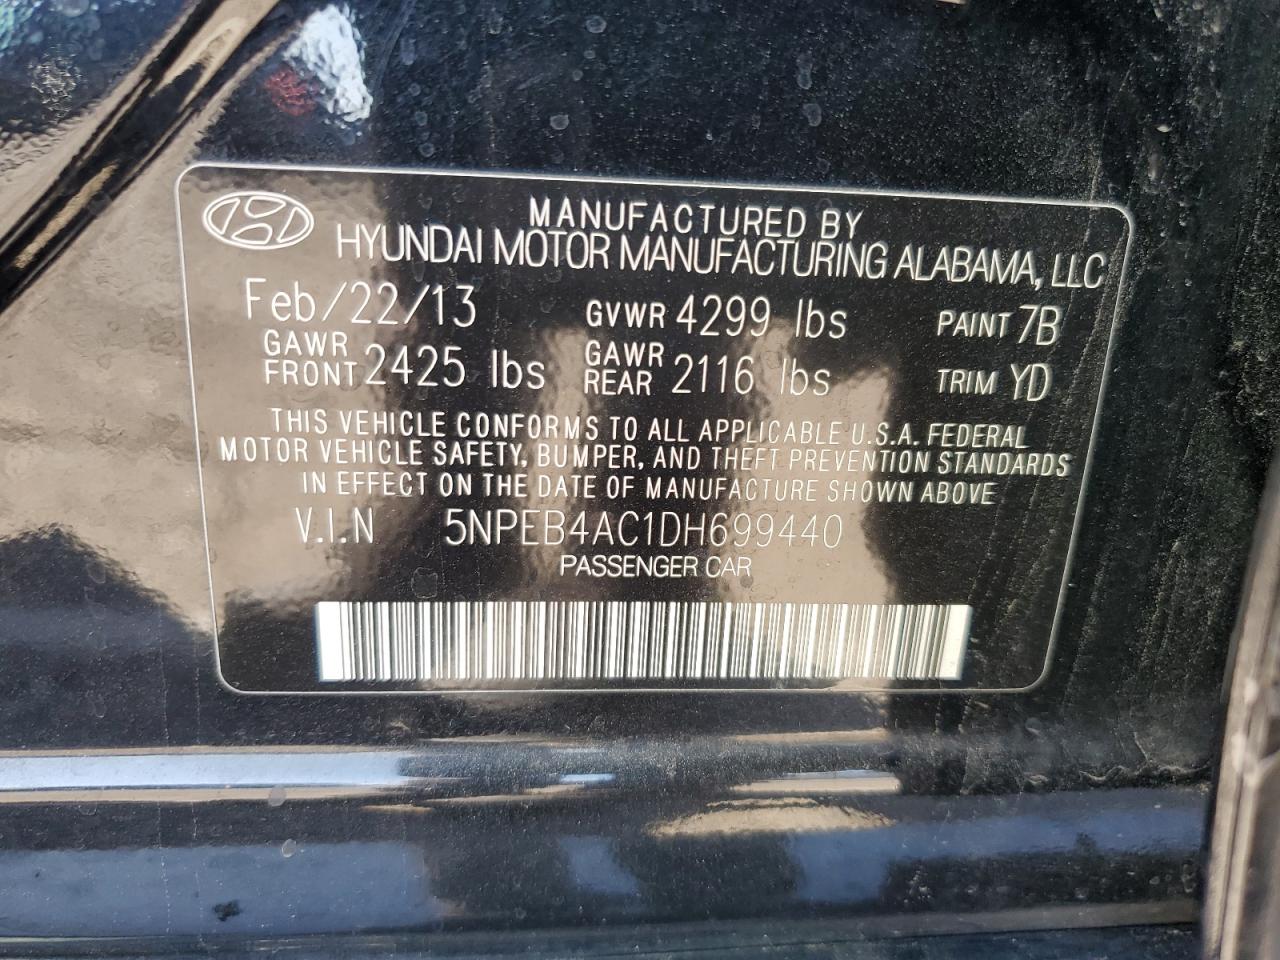 MANUFACTURED BY
HYUNDAI MOTOR MANUFACTURING ALABAMA, LLC
Feb/22/13 GVWR 4299 lbs PAINT 7B
GAWR FRONT 2425 lbs GAWR REAR 2116 lbs TRIM YD
THIS VEHICLE CONFORMS TO ALL APPLICABLE U.S.A. FEDERAL
MOTOR VEHICLE SAFETY, BUMPER, AND THEFT PREVENTION STANDARDS
IN EFFECT ON THE DATE OF MANUFACTURE SHOWN ABOVE
V.I.N 5NPEB4AC1DH699440
PASSENGER CAR